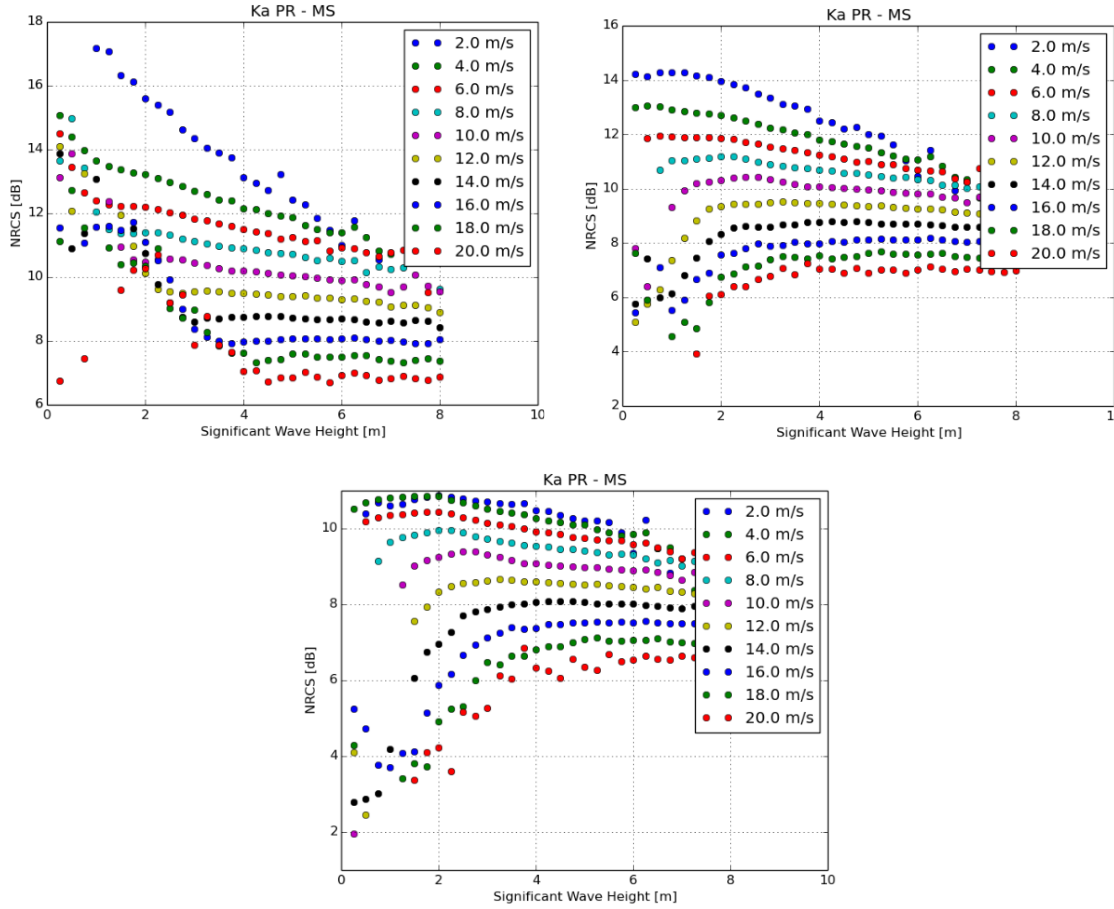 Ka PR - MS
NRCS [dB]
18
16
14
12
10
8
6
0
2
4
6
8
10
Significant Wave Height [m]
2.0 m/s
4.0 m/s
6.0 m/s
8.0 m/s
10.0 m/s
12.0 m/s
14.0 m/s
16.0 m/s
18.0 m/s
20.0 m/s
Ka PR - MS
NRCS [dB]
16
14
12
10
8
6
4
2
0
2
4
6
8
10
Significant Wave Height [m]
2.0 m/s
4.0 m/s
6.0 m/s
8.0 m/s
10.0 m/s
12.0 m/s
14.0 m/s
16.0 m/s
18.0 m/s
20.0 m/s
Ka PR - MS
NRCS [dB]
10
8
6
4
2
0
2
4
6
8
10
Significant Wave Height [m]
2.0 m/s
4.0 m/s
6.0 m/s
8.0 m/s
10.0 m/s
12.0 m/s
14.0 m/s
16.0 m/s
18.0 m/s
20.0 m/s